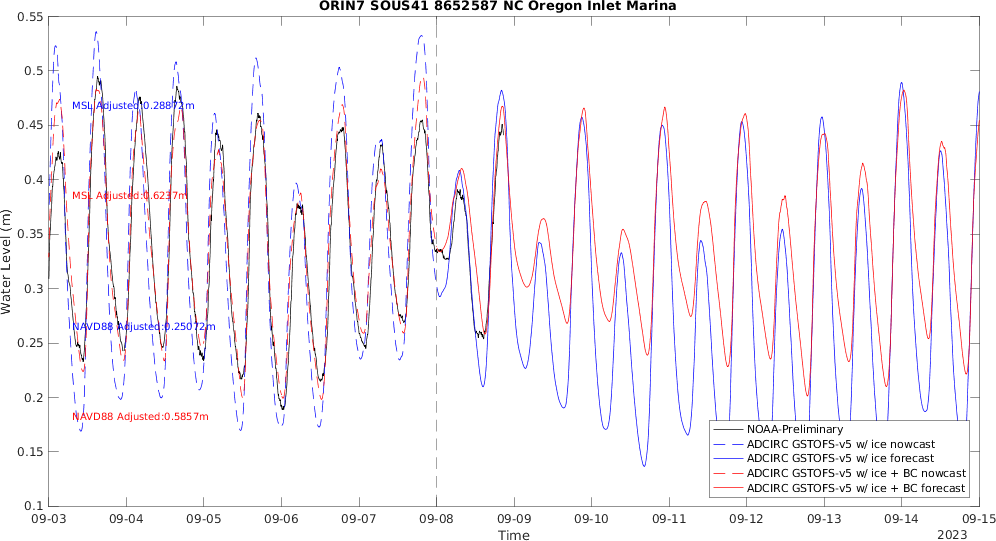 ORIN7 SOUS41 8652587 NC Oregon Inlet Marina
Water Level (m)
0.55
0.5
0.45
0.4
0.35
0.3
0.25
0.2
0.15
0.1
MSL Adjusted:0.28872m
MSL Adjusted:0.6237m
NAVD88 Adjusted:0.25072m
NAVD88 Adjusted:0.5857m
NOAA-Preliminary
ADCIRC GSTOFS-v5 w/ ice nowcast
ADCIRC GSTOFS-v5 w/ ice forecast
ADCIRC GSTOFS-v5 w/ ice + BC nowcast
ADCIRC GSTOFS-v5 w/ ice + BC forecast
09-03 09-04 09-05 09-06 09-07 09-08 09-09 09-10 09-11 09-12 09-13 09-14 09-15
Time
2023